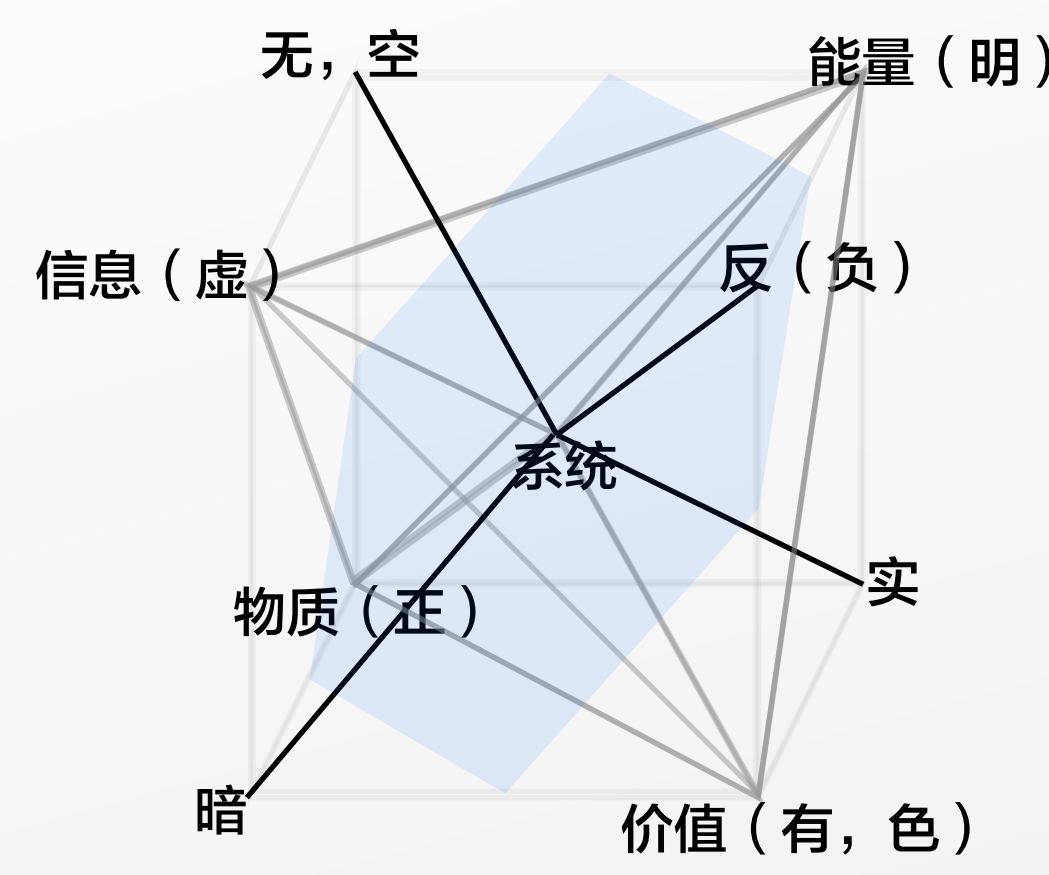 无，空
能量（明）
信息（虚）
反（负）
系统
实
物质（正）
暗
价值（有，色）